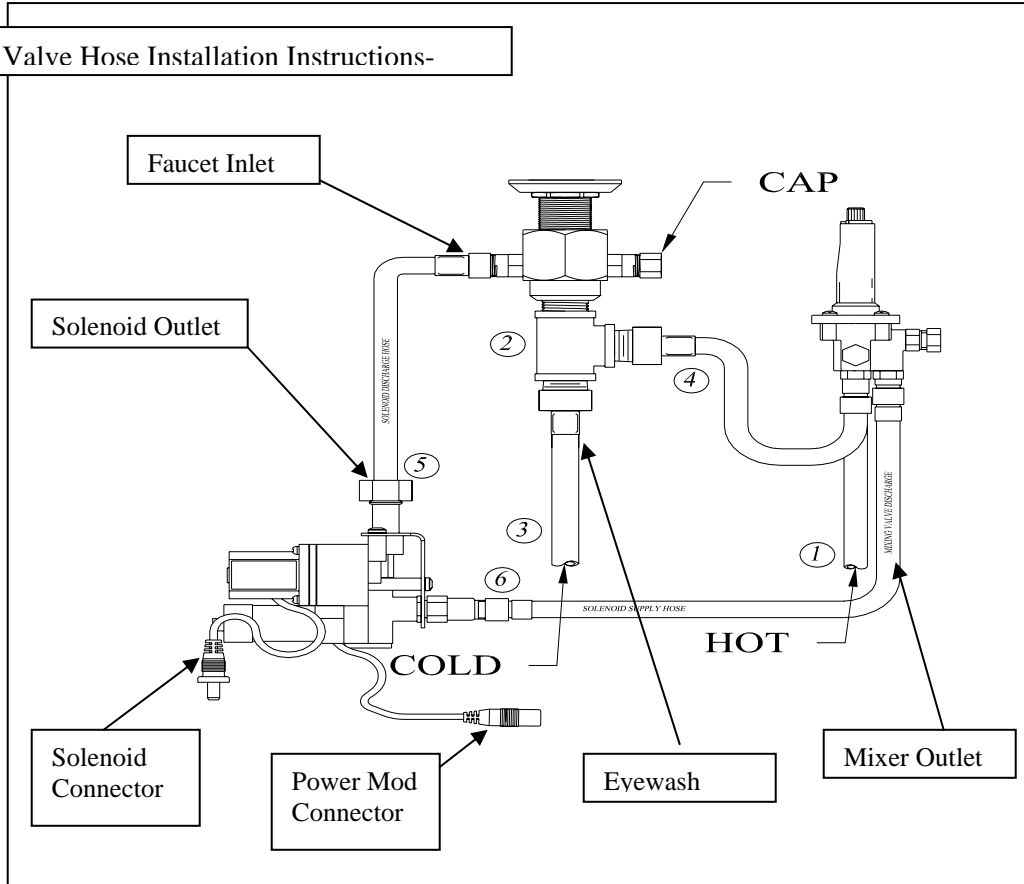 Valve Hose Installation Instructions-
Faucet Inlet
CAP
Solenoid Outlet
SOLENOID DISCHARGE HOSE
2
4
5
MIXING VALVE DISCHARGE
3
1
6
SOLENOID SUPPLY HOSE
HOT
COLD
Solenoid
Connector
Power Mod
Connector
Eyewash
Mixer Outlet